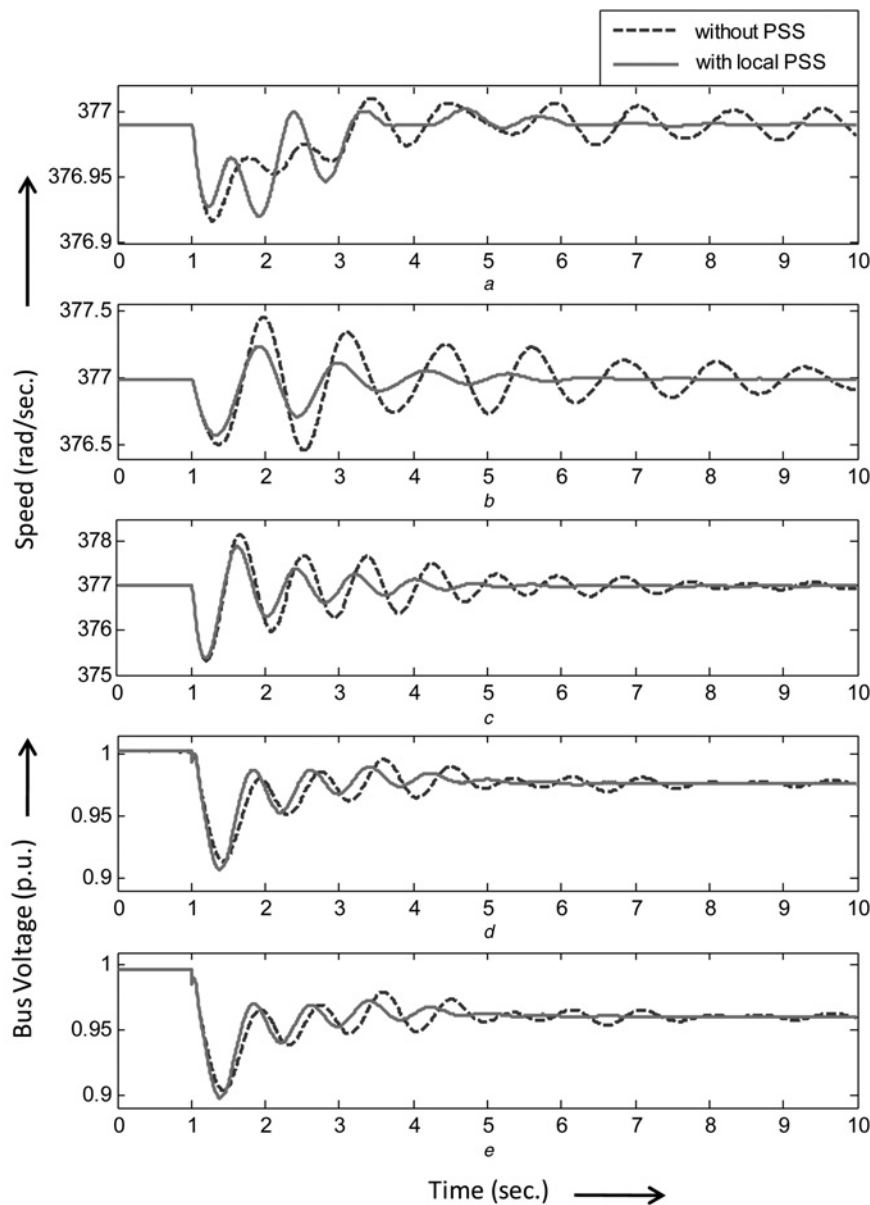 without PSS
with local PSS
Speed (rad/sec.)
377
376.95
376.9
0 1 2 3 4 5 6 7 8 9 10
a
377.5
377
376.5
0 1 2 3 4 5 6 7 8 9 10
b
378
377
376
375
0 1 2 3 4 5 6 7 8 9 10
c
Bus Voltage (p.u.)
1
0.95
0.9
0 1 2 3 4 5 6 7 8 9 10
d
1
0.95
0.9
0 1 2 3 4 5 6 7 8 9 10
e
Time (sec.)